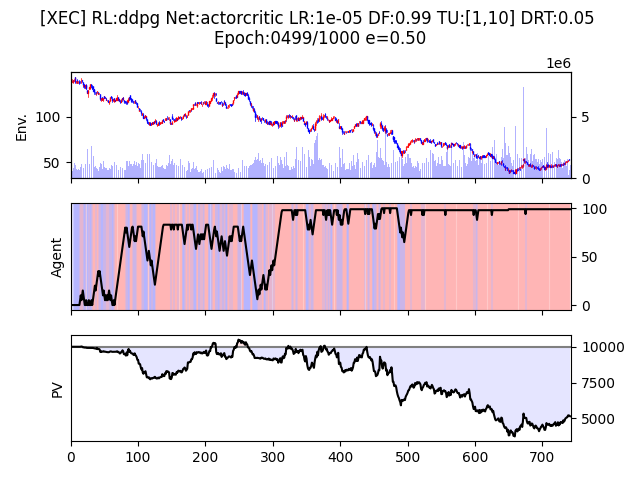 [XEC] RL:ddpg Net:actorcritic LR:1e-05 DF:0.99 TU:[1,10] DRT:0.05
Epoch:0499/1000 e=0.50
1e6
Env.
100
50
5
0
Agent
100
50
0
PV
10000
7500
5000
0 100 200 300 400 500 600 700